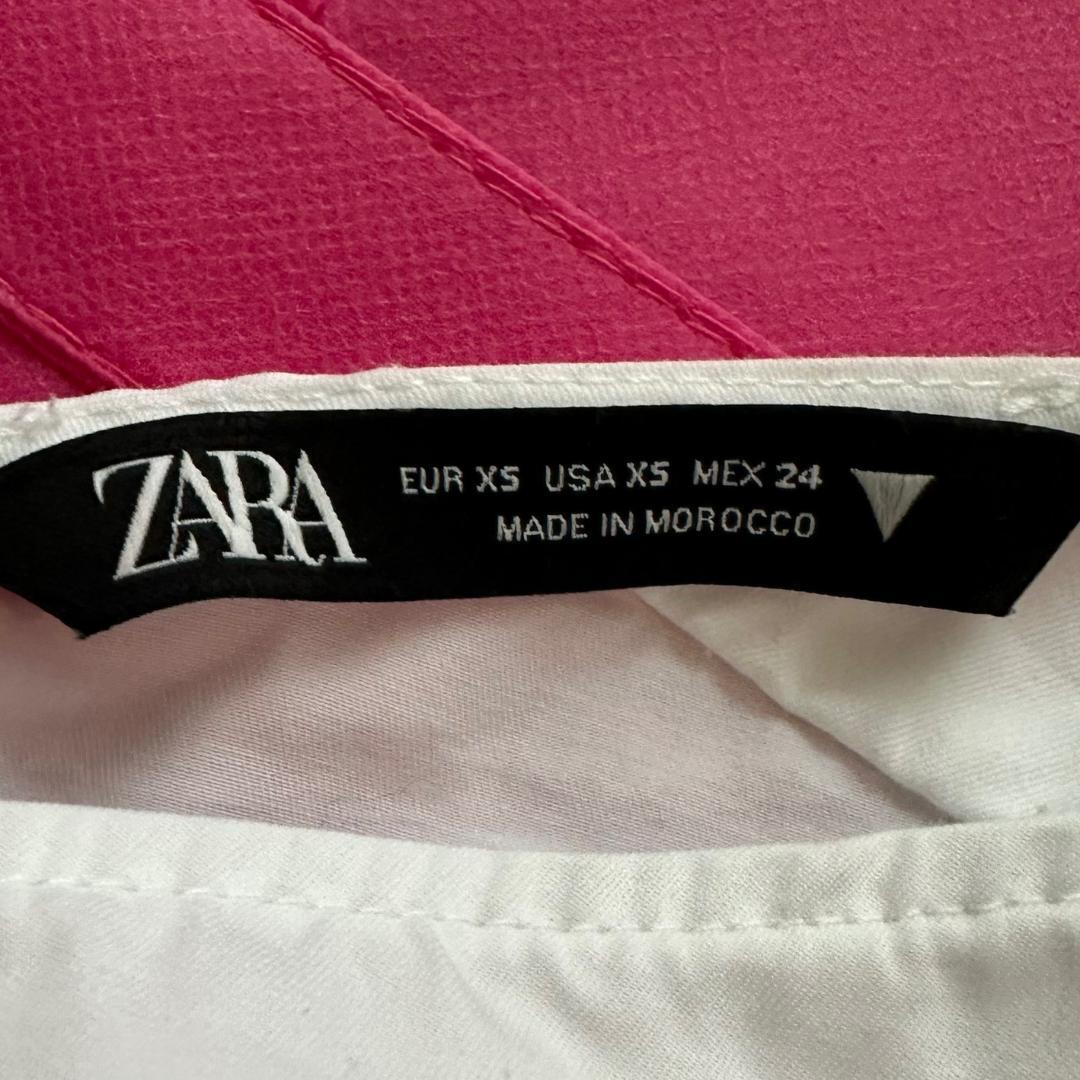 ZARA
EUR XS USA XS MEX 24
MADE IN MOROCCO